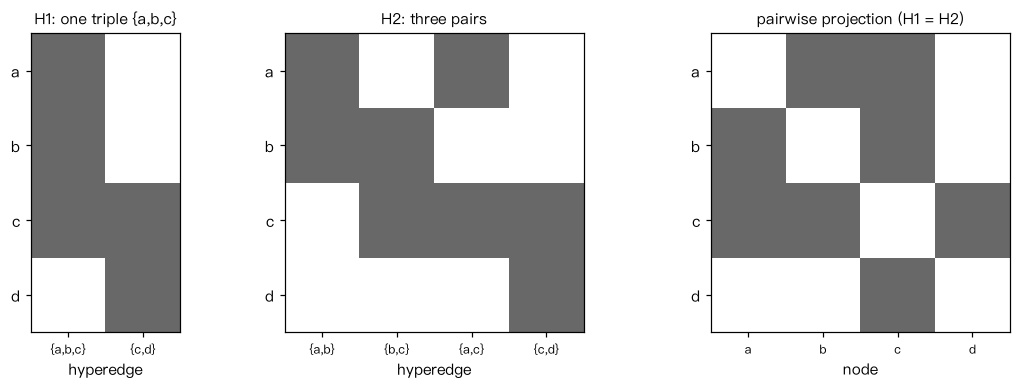 H1: one triple {a,b,c}
H2: three pairs
pairwise projection (H1 = H2)
a
b
c
d
{a,b,c}
{c,d}
hyperedge
a
b
c
d
{a,b}
{b,c}
{a,c}
{c,d}
hyperedge
a
b
c
d
a
b
c
d
node